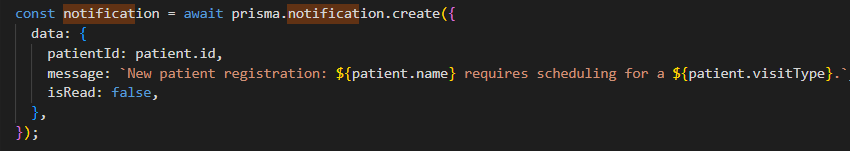 const notification = await prisma.notification.create({
data: {
patientId: patient.id,
message: `New patient registration: ${patient.name} requires scheduling for a ${patient.visitType}.`,
isRead: false,
},
});